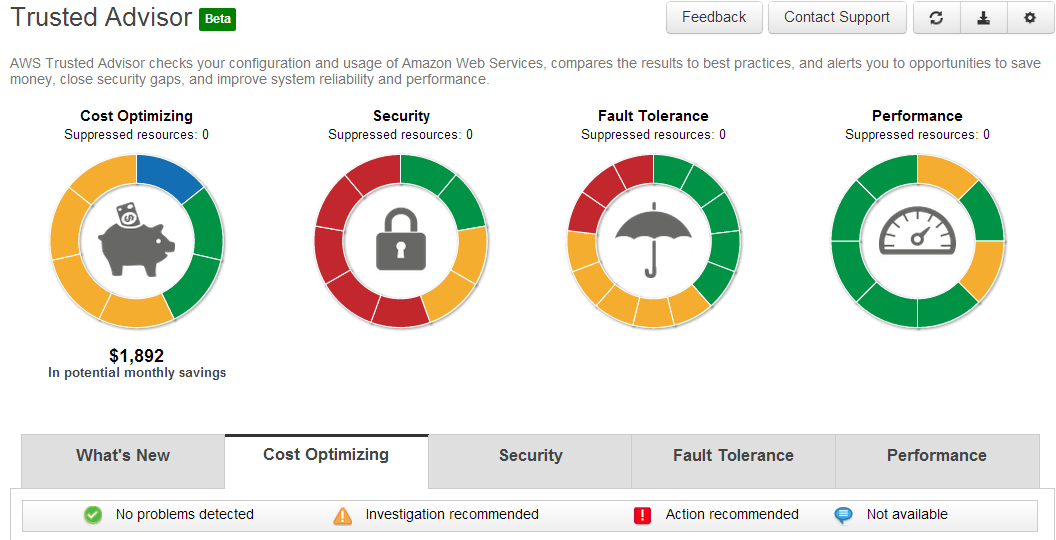 Trusted Advisor Beta
Feedback
Contact Support
AWS Trusted Advisor checks your configuration and usage of Amazon Web Services, compares the results to best practices, and alerts you to opportunities to save
money, close security gaps, and improve system reliability and performance.
Cost Optimizing
Suppressed resources: 0
Security
Suppressed resources: 0
Fault Tolerance
Suppressed resources: 0
Performance
Suppressed resources: 0
$
$1,892
In potential monthly savings
What's New
Cost Optimizing
Security
Fault Tolerance
Performance
No problems detected
Investigation recommended
Action recommended
Not available